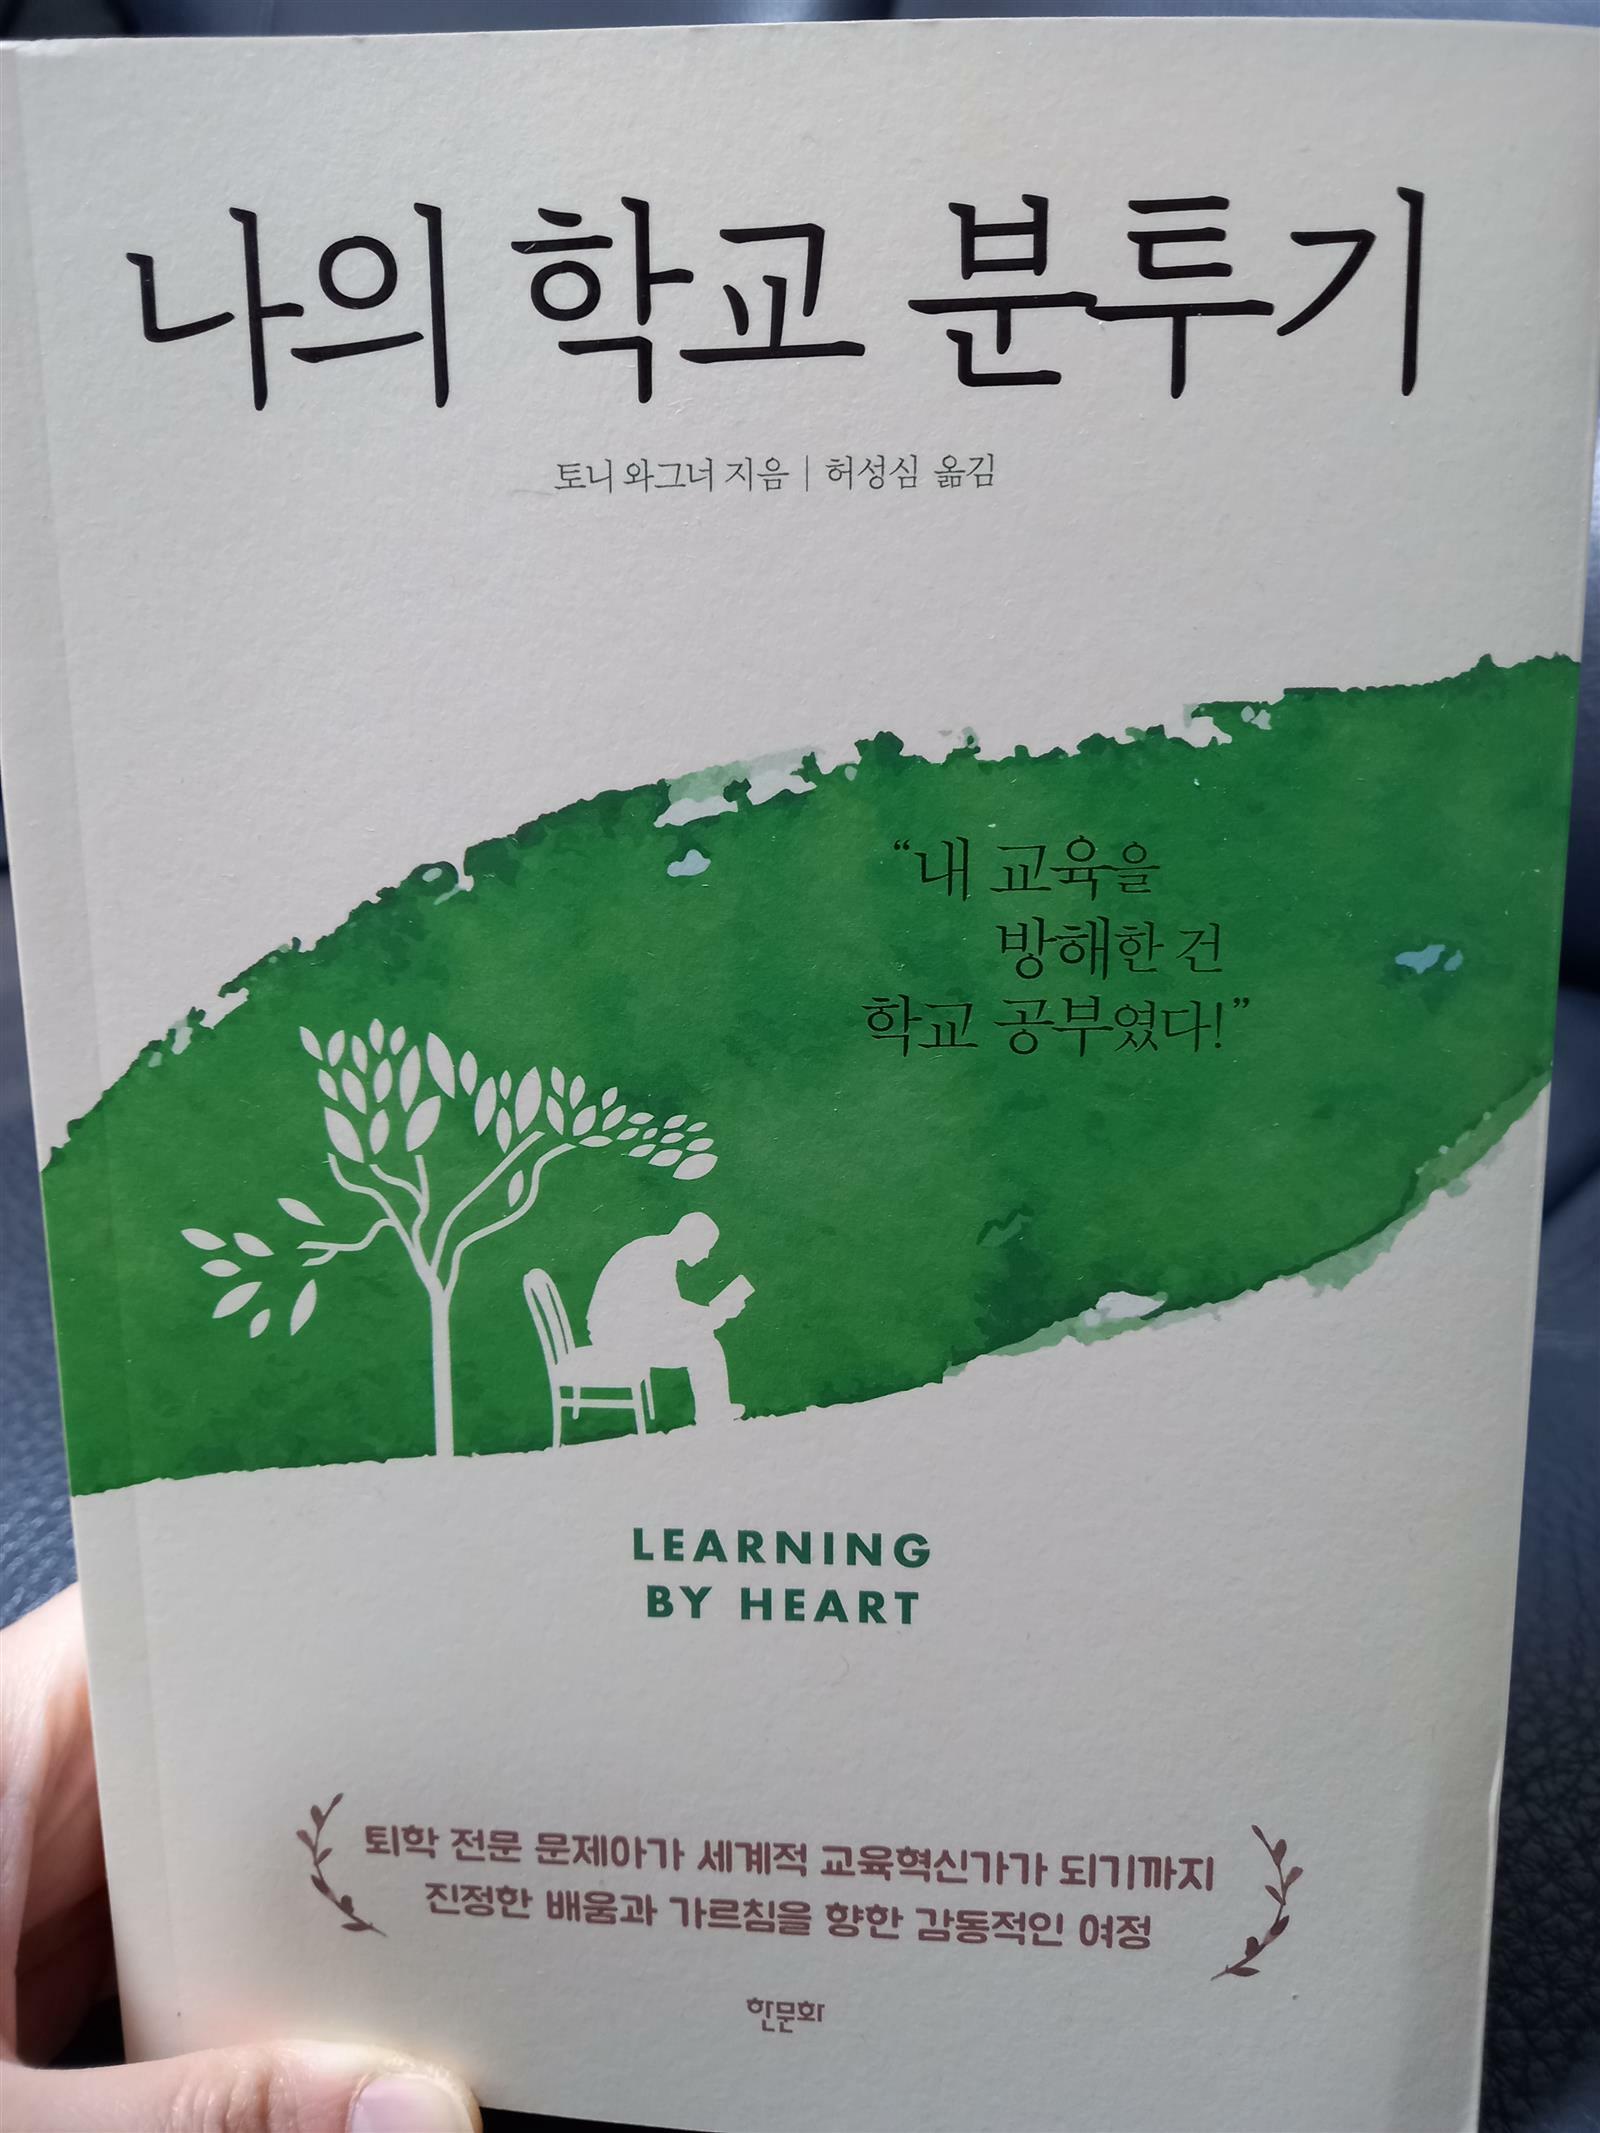 나의 학교 분투기
토니 와그너 지음 | 허성심 옮김
“내 교육을
방해한 건
학교 공부였다!”
LEARNING
BY HEART
퇴학 전문 문제아가 세계적 교육혁신가가 되기까지
진정한 배움과 가르침을 향한 감동적인 여정
한문화